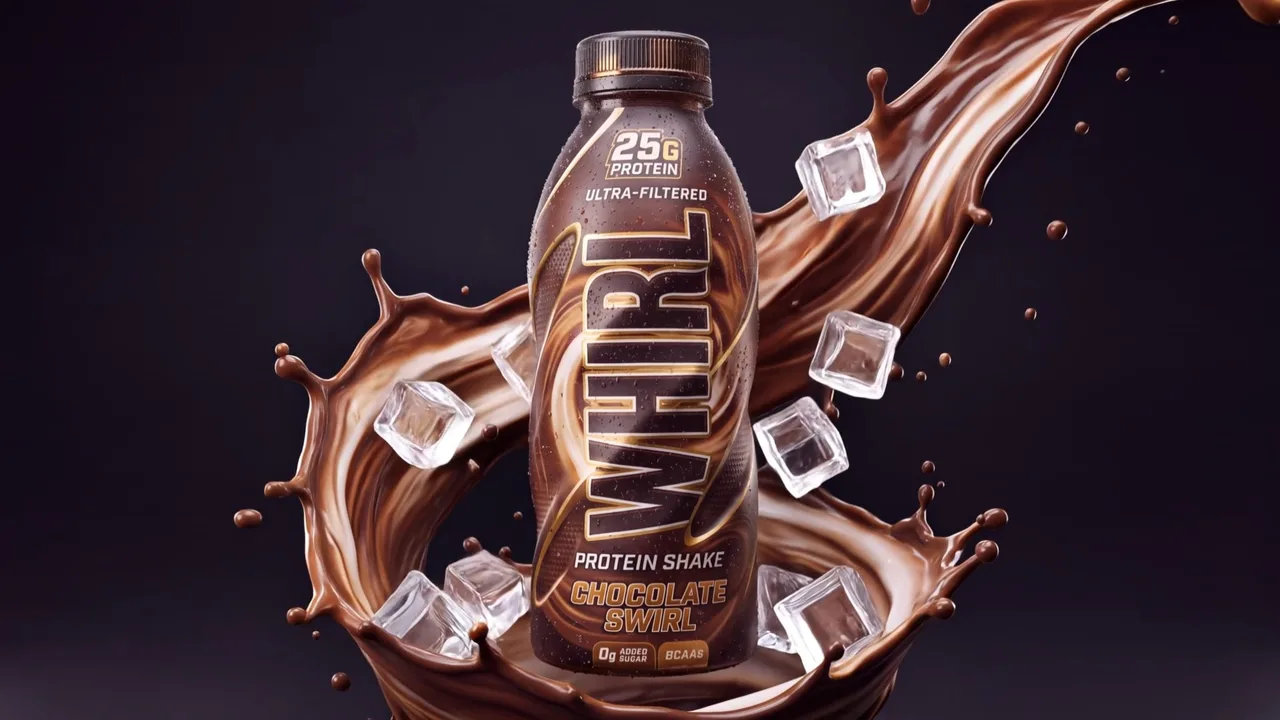 25G
PROTEIN
ULTRA-FILTERED
WHIRL
PROTEIN SHAKE
CHOCOLATE
SWIRL
0g ADDED SUGAR
BCAAs